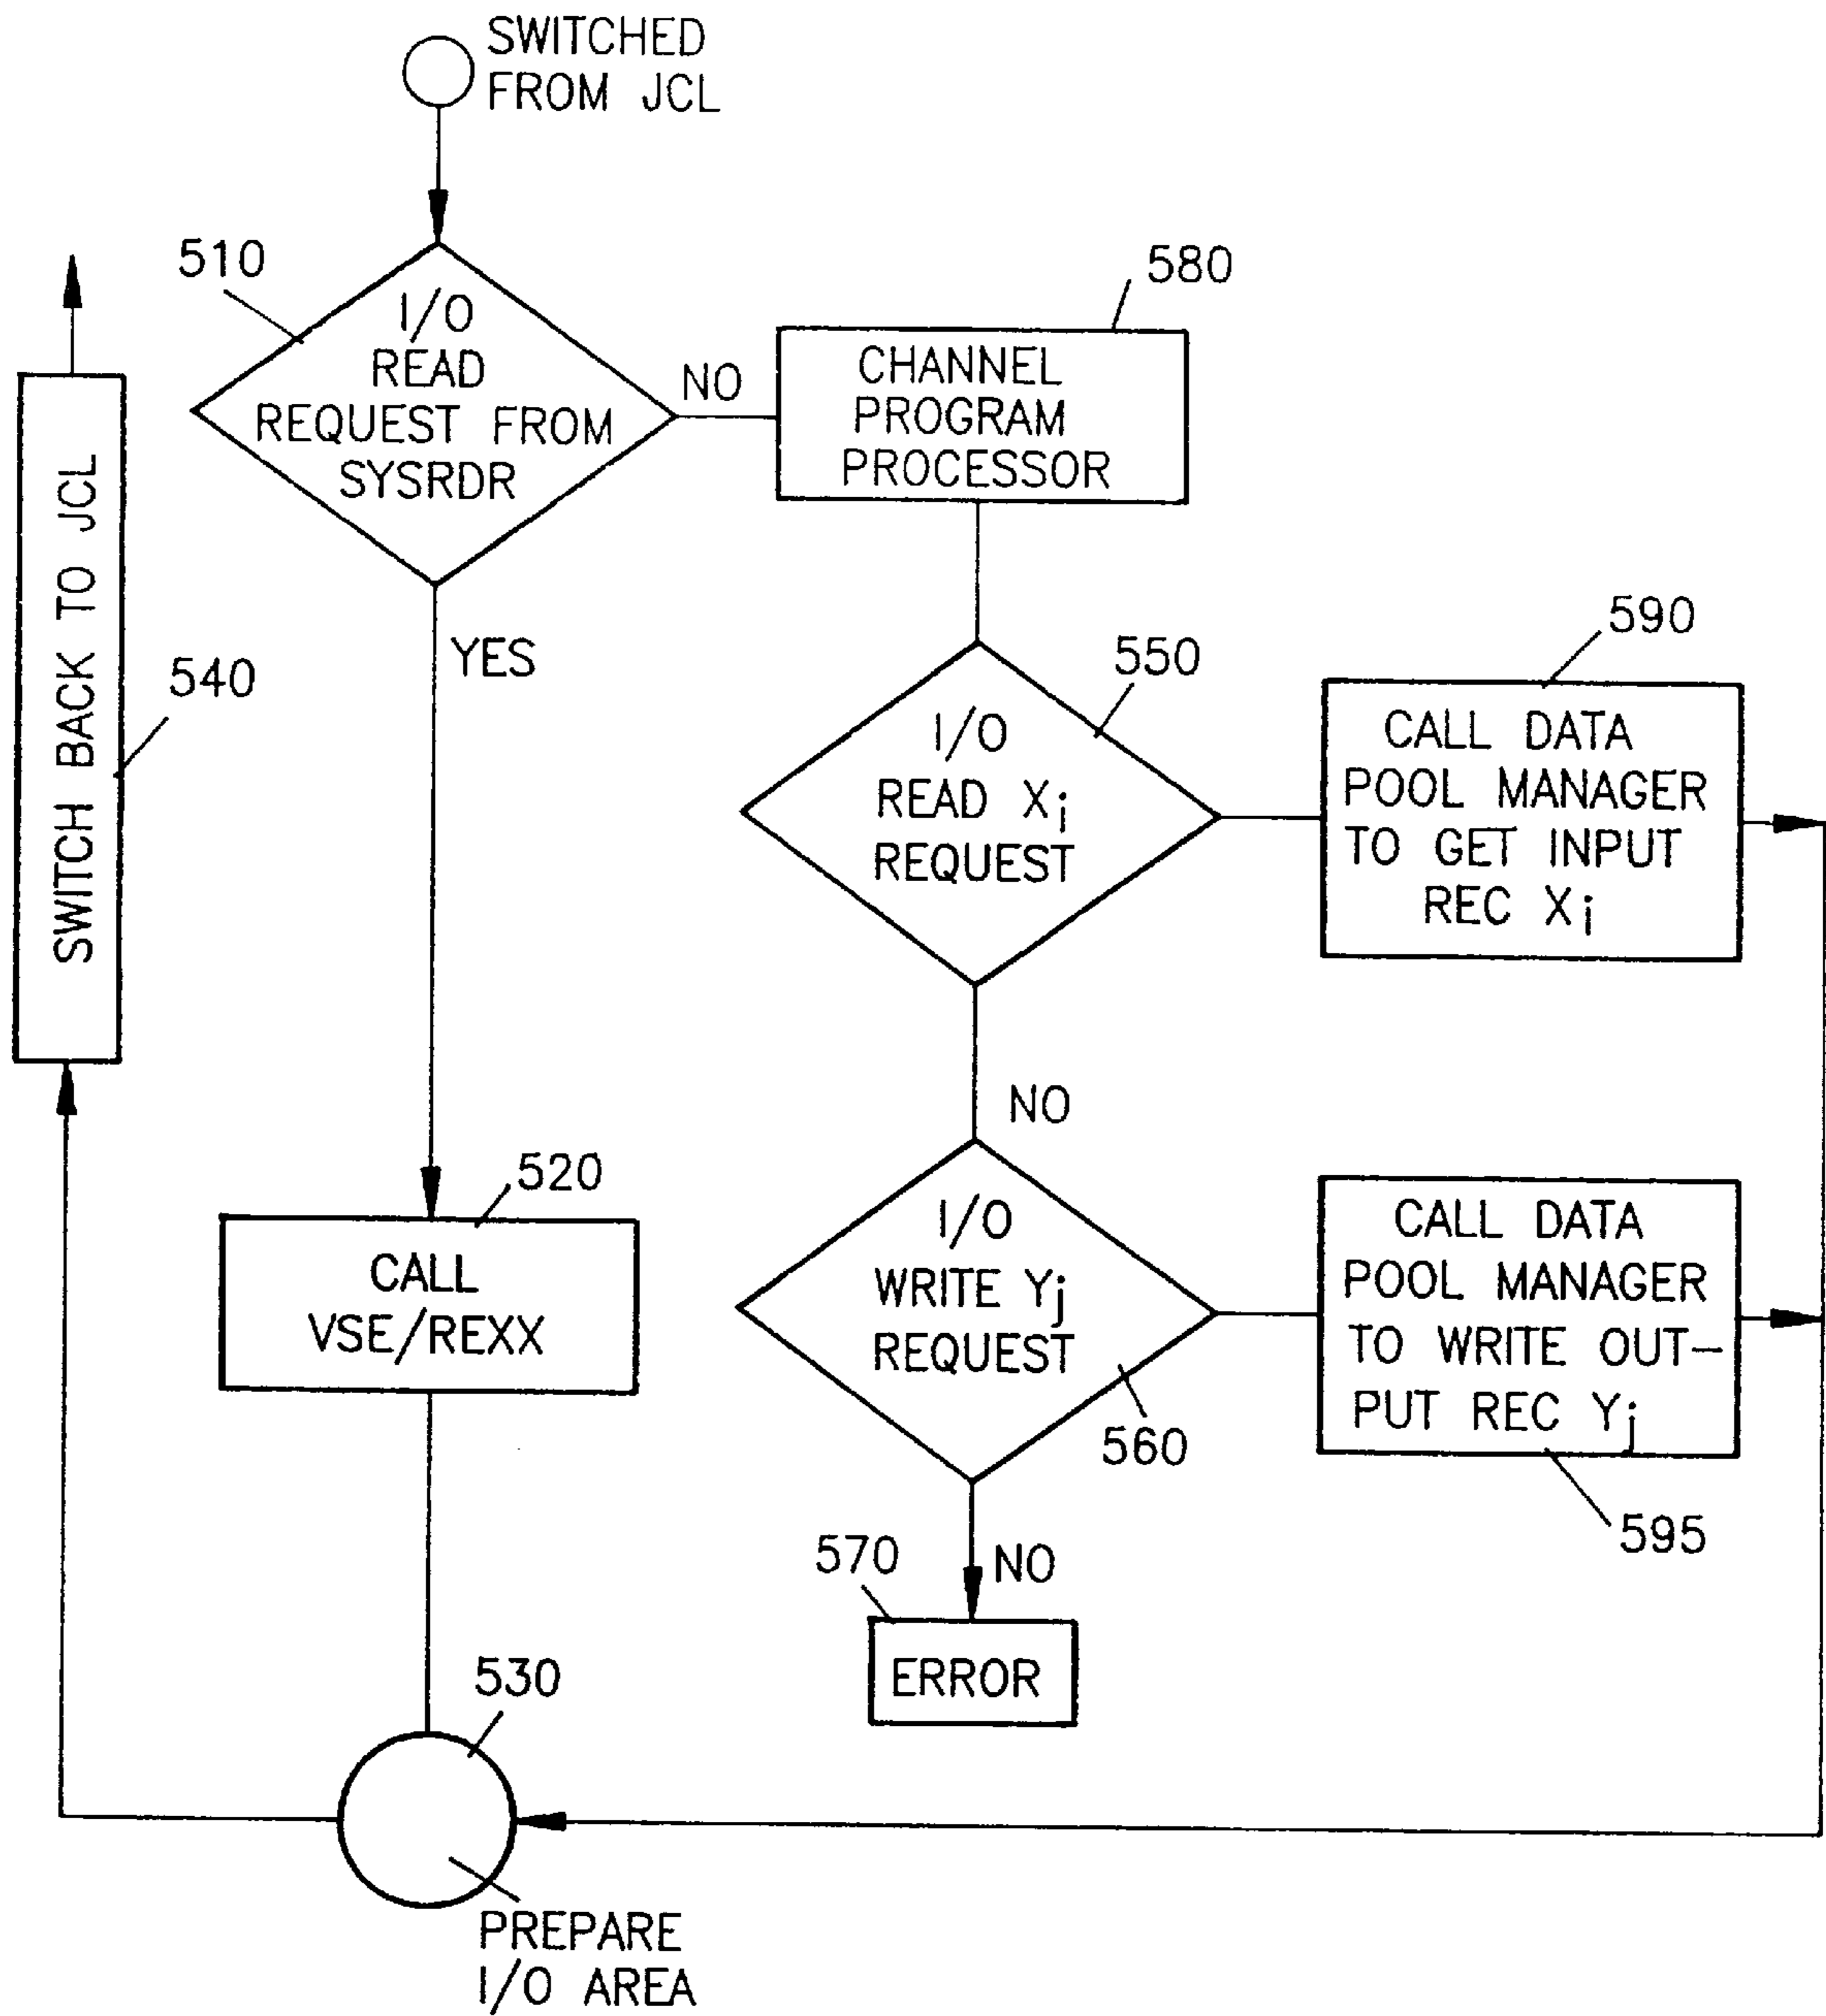 SWITCHED
FROM JCL
510
I/O
READ
REQUEST FROM
SYSRDR
NO
580
CHANNEL
PROGRAM
PROCESSOR
SWITCH BACK TO JCL
540
YES
550
I/O
READ Xi
REQUEST
590
CALL DATA
POOL MANAGER
TO GET INPUT
REC Xi
NO
520
CALL
VSE/REXX
I/O
WRITE Yj
REQUEST
560
CALL DATA
POOL MANAGER
TO WRITE OUT-
PUT REC Yj
595
570
NO
ERROR
530
PREPARE
I/O AREA